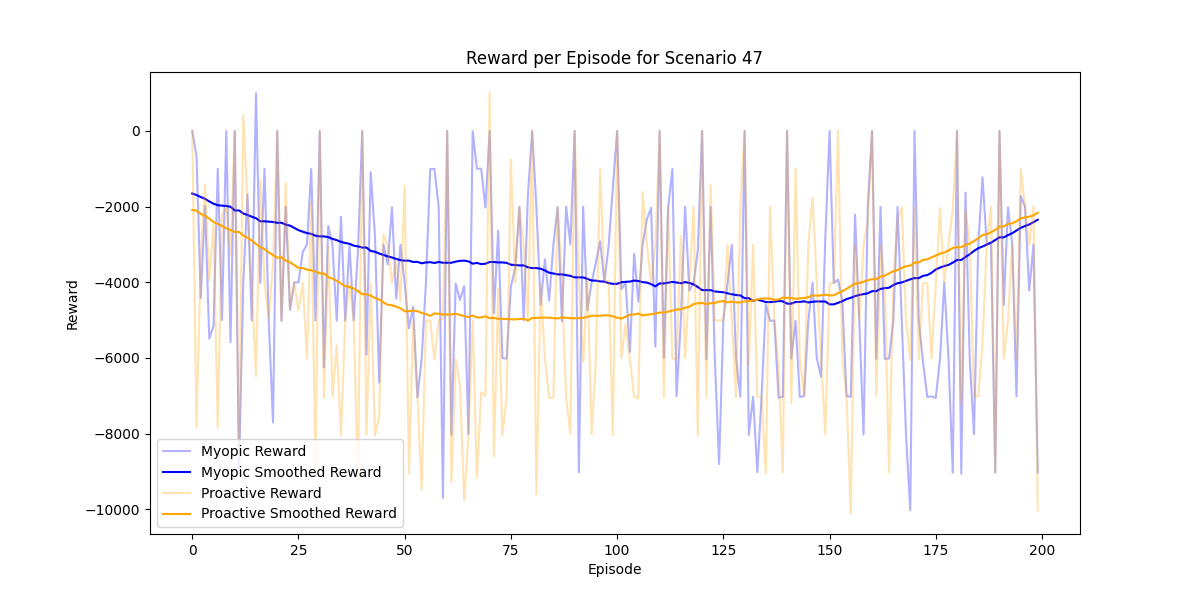 Reward per Episode for Scenario 47
Reward
0
−2000
−4000
−6000
−8000
−10000
Myopic Reward
Myopic Smoothed Reward
Proactive Reward
Proactive Smoothed Reward
0 25 50 75 100 125 150 175 200
Episode